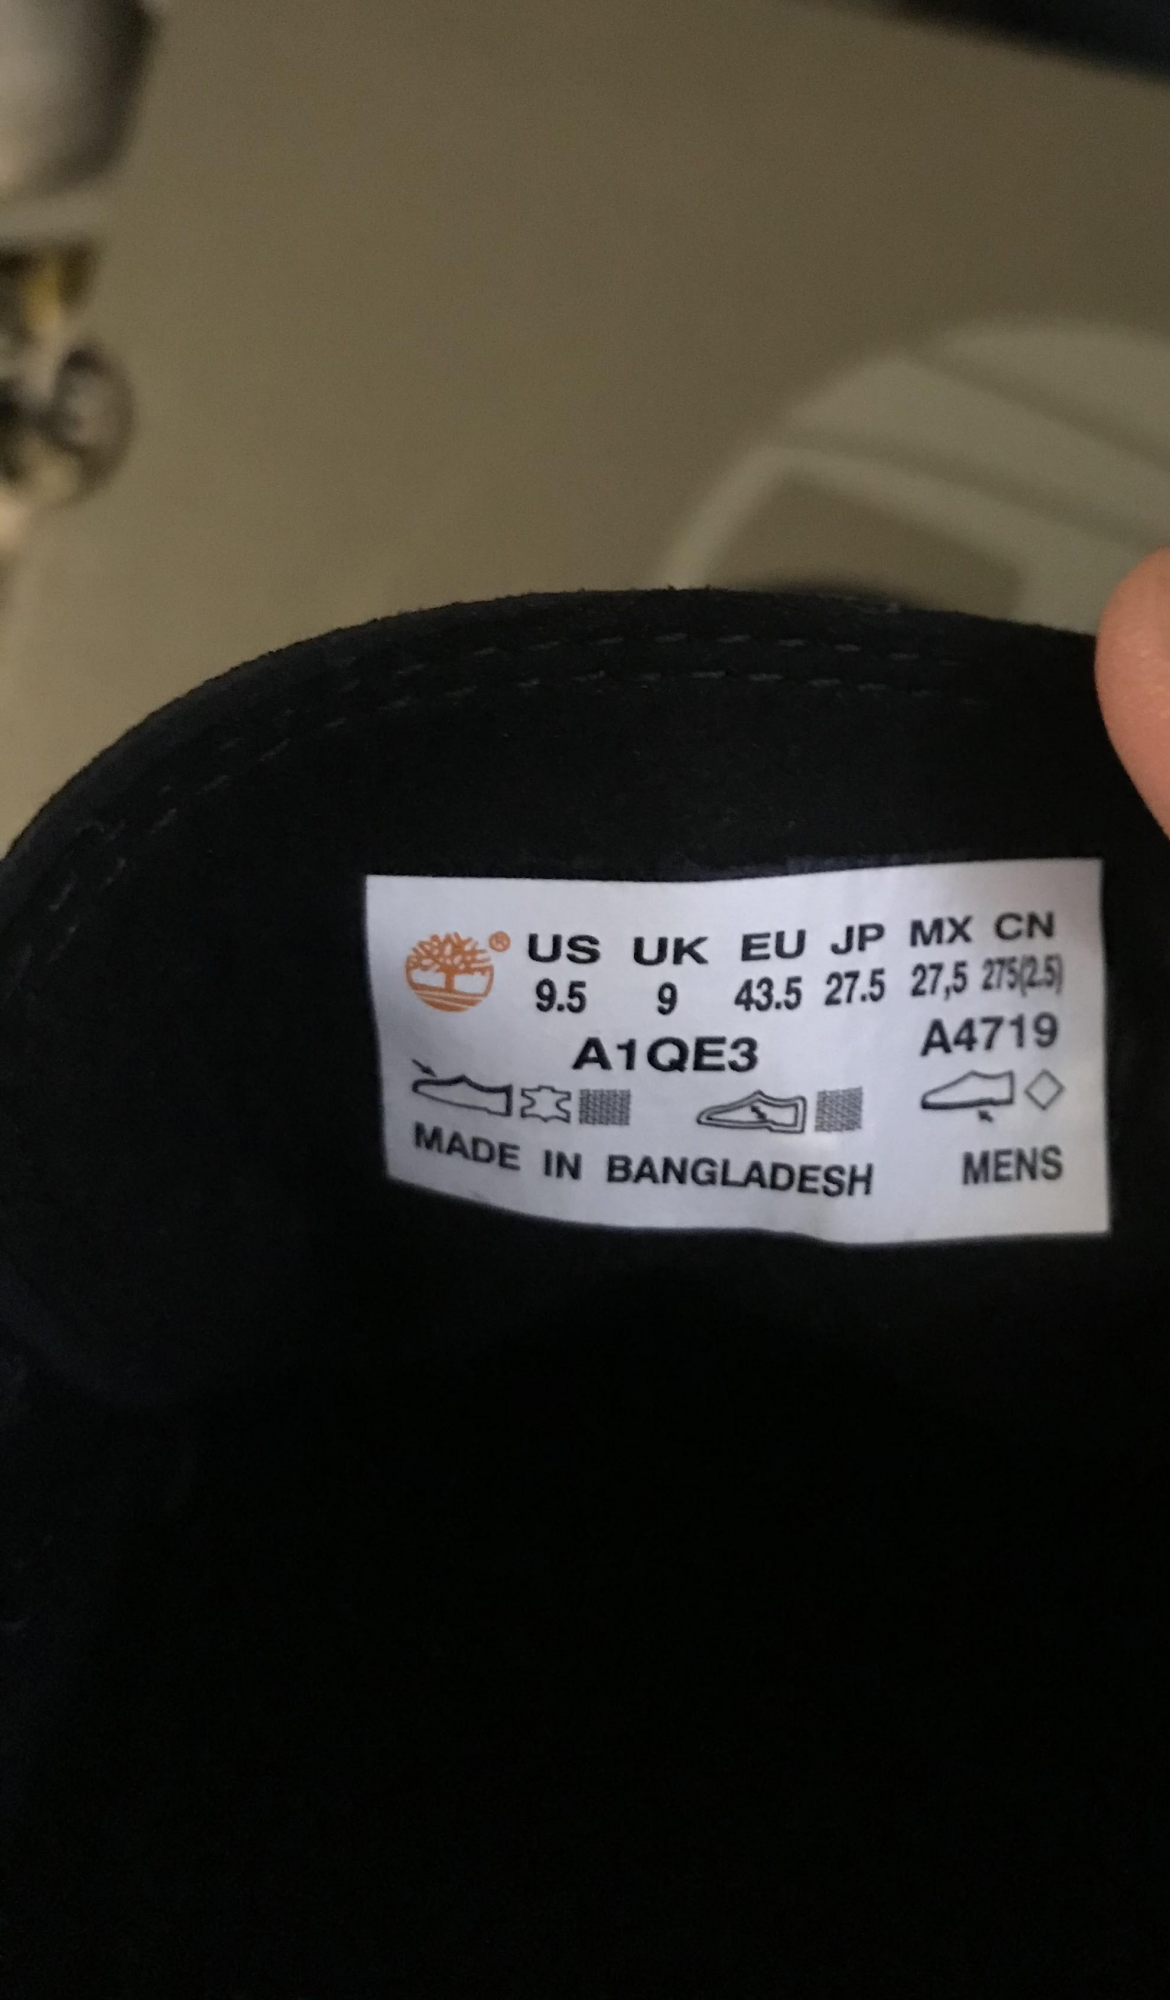 ® US UK EU JP MX CN
9.5 9 43.5 27.5 27,5 275(2.5)
A1QE3 A4719
MADE IN BANGLADESH MENS